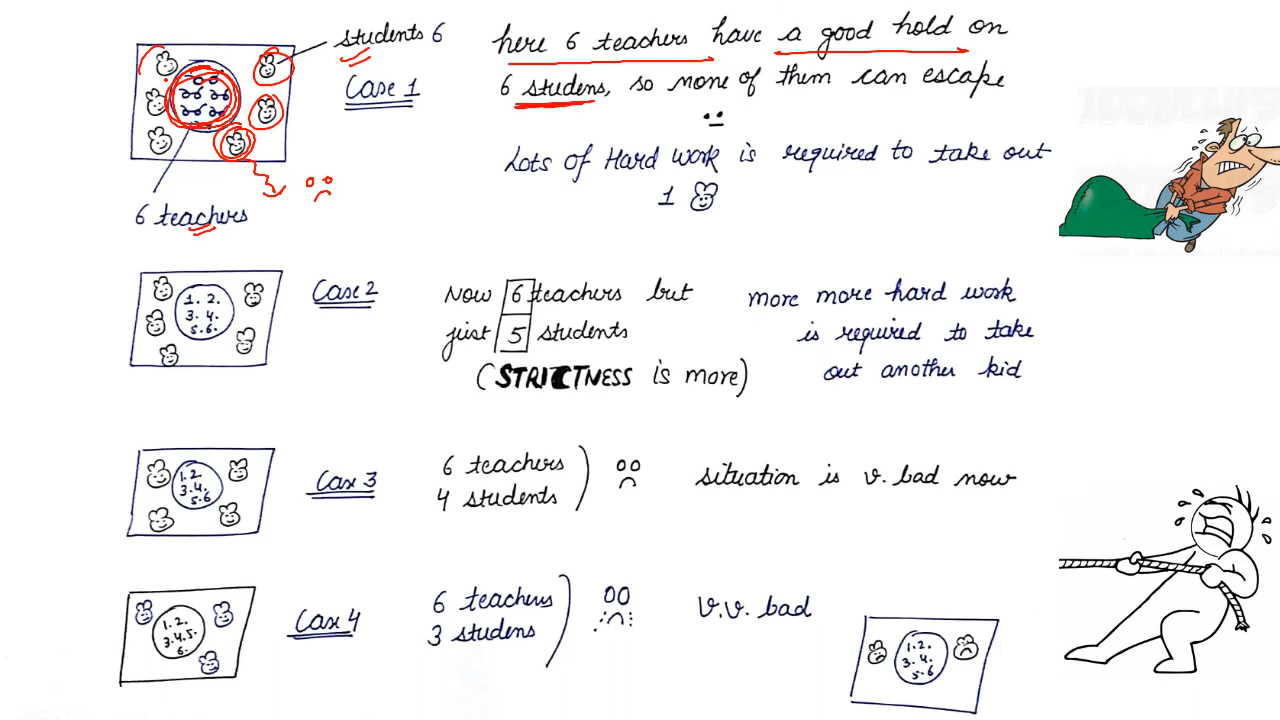 students 6
Case 1
6 teachers
here 6 teachers have a good hold on
6 studens, so none of them can escape
Lots of Hard work is required to take out
1
1. 2.
3. 4.
5. 6.
Case 2
Now 6 teachers but
just 5 students
(STRICTNESS is more)
more more hard work
is required to take
out another kid
1. 2.
3. 4.
5. 6
Case 3
6 teachers
4 students
situation is v. bad now
1. 2.
3. 4. 5.
6.
Case 4
6 teachers
3 studens
V.V. bad
1. 2.
3. 4.
5. 6